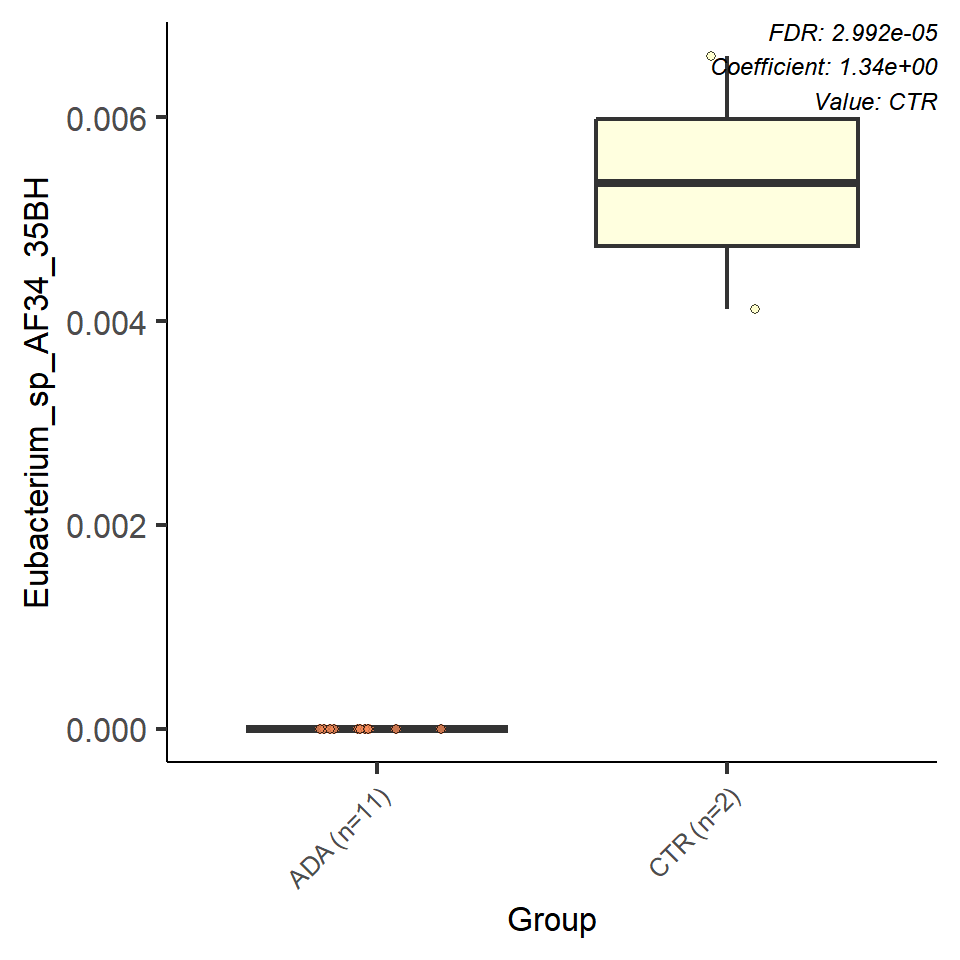 FDR: 2.992e-05
Coefficient: 1.34e+00
Value: CTR
Eubacterium_sp_AF34_35BH
0.006
0.004
0.002
0.000
ADA (n=11)
CTR (n=2)
Group